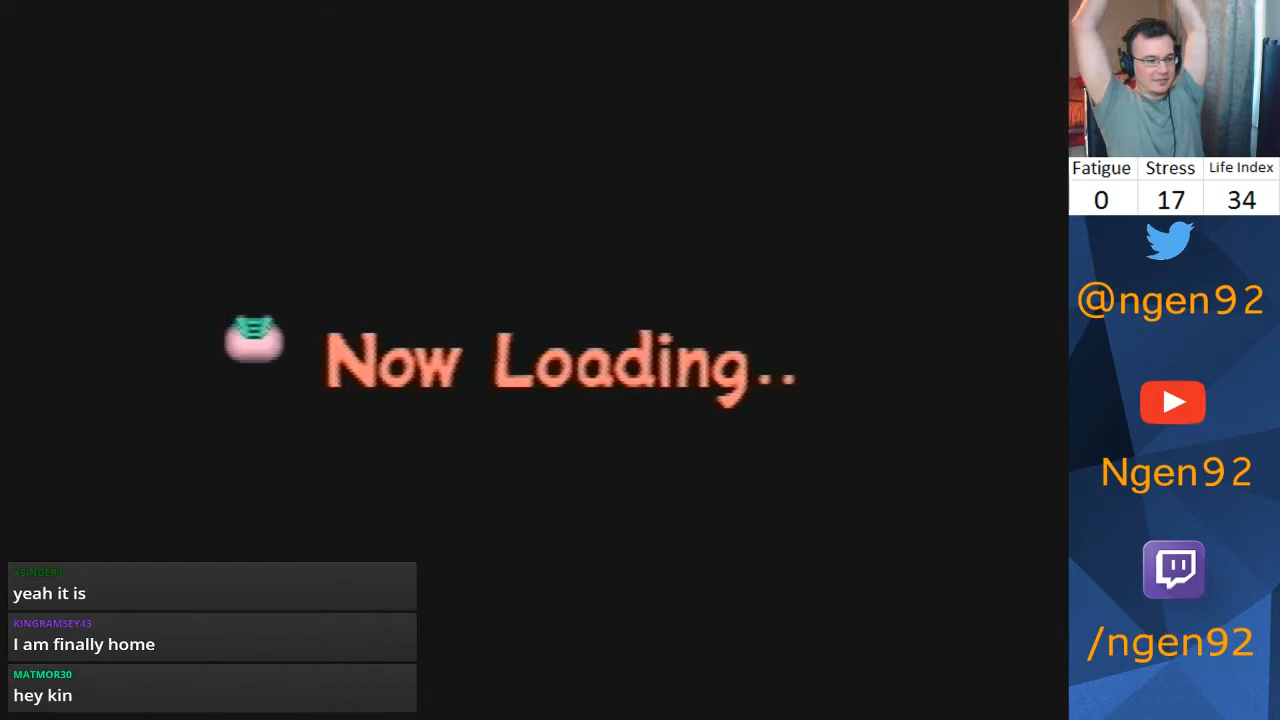 Now Loading..
Fatigue Stress Life Index
0 17 34
@ngen92
Ngen92
/ngen92
XSINDER1
yeah it is
KINGRAMSEY43
I am finally home
MATMOR30
hey kin